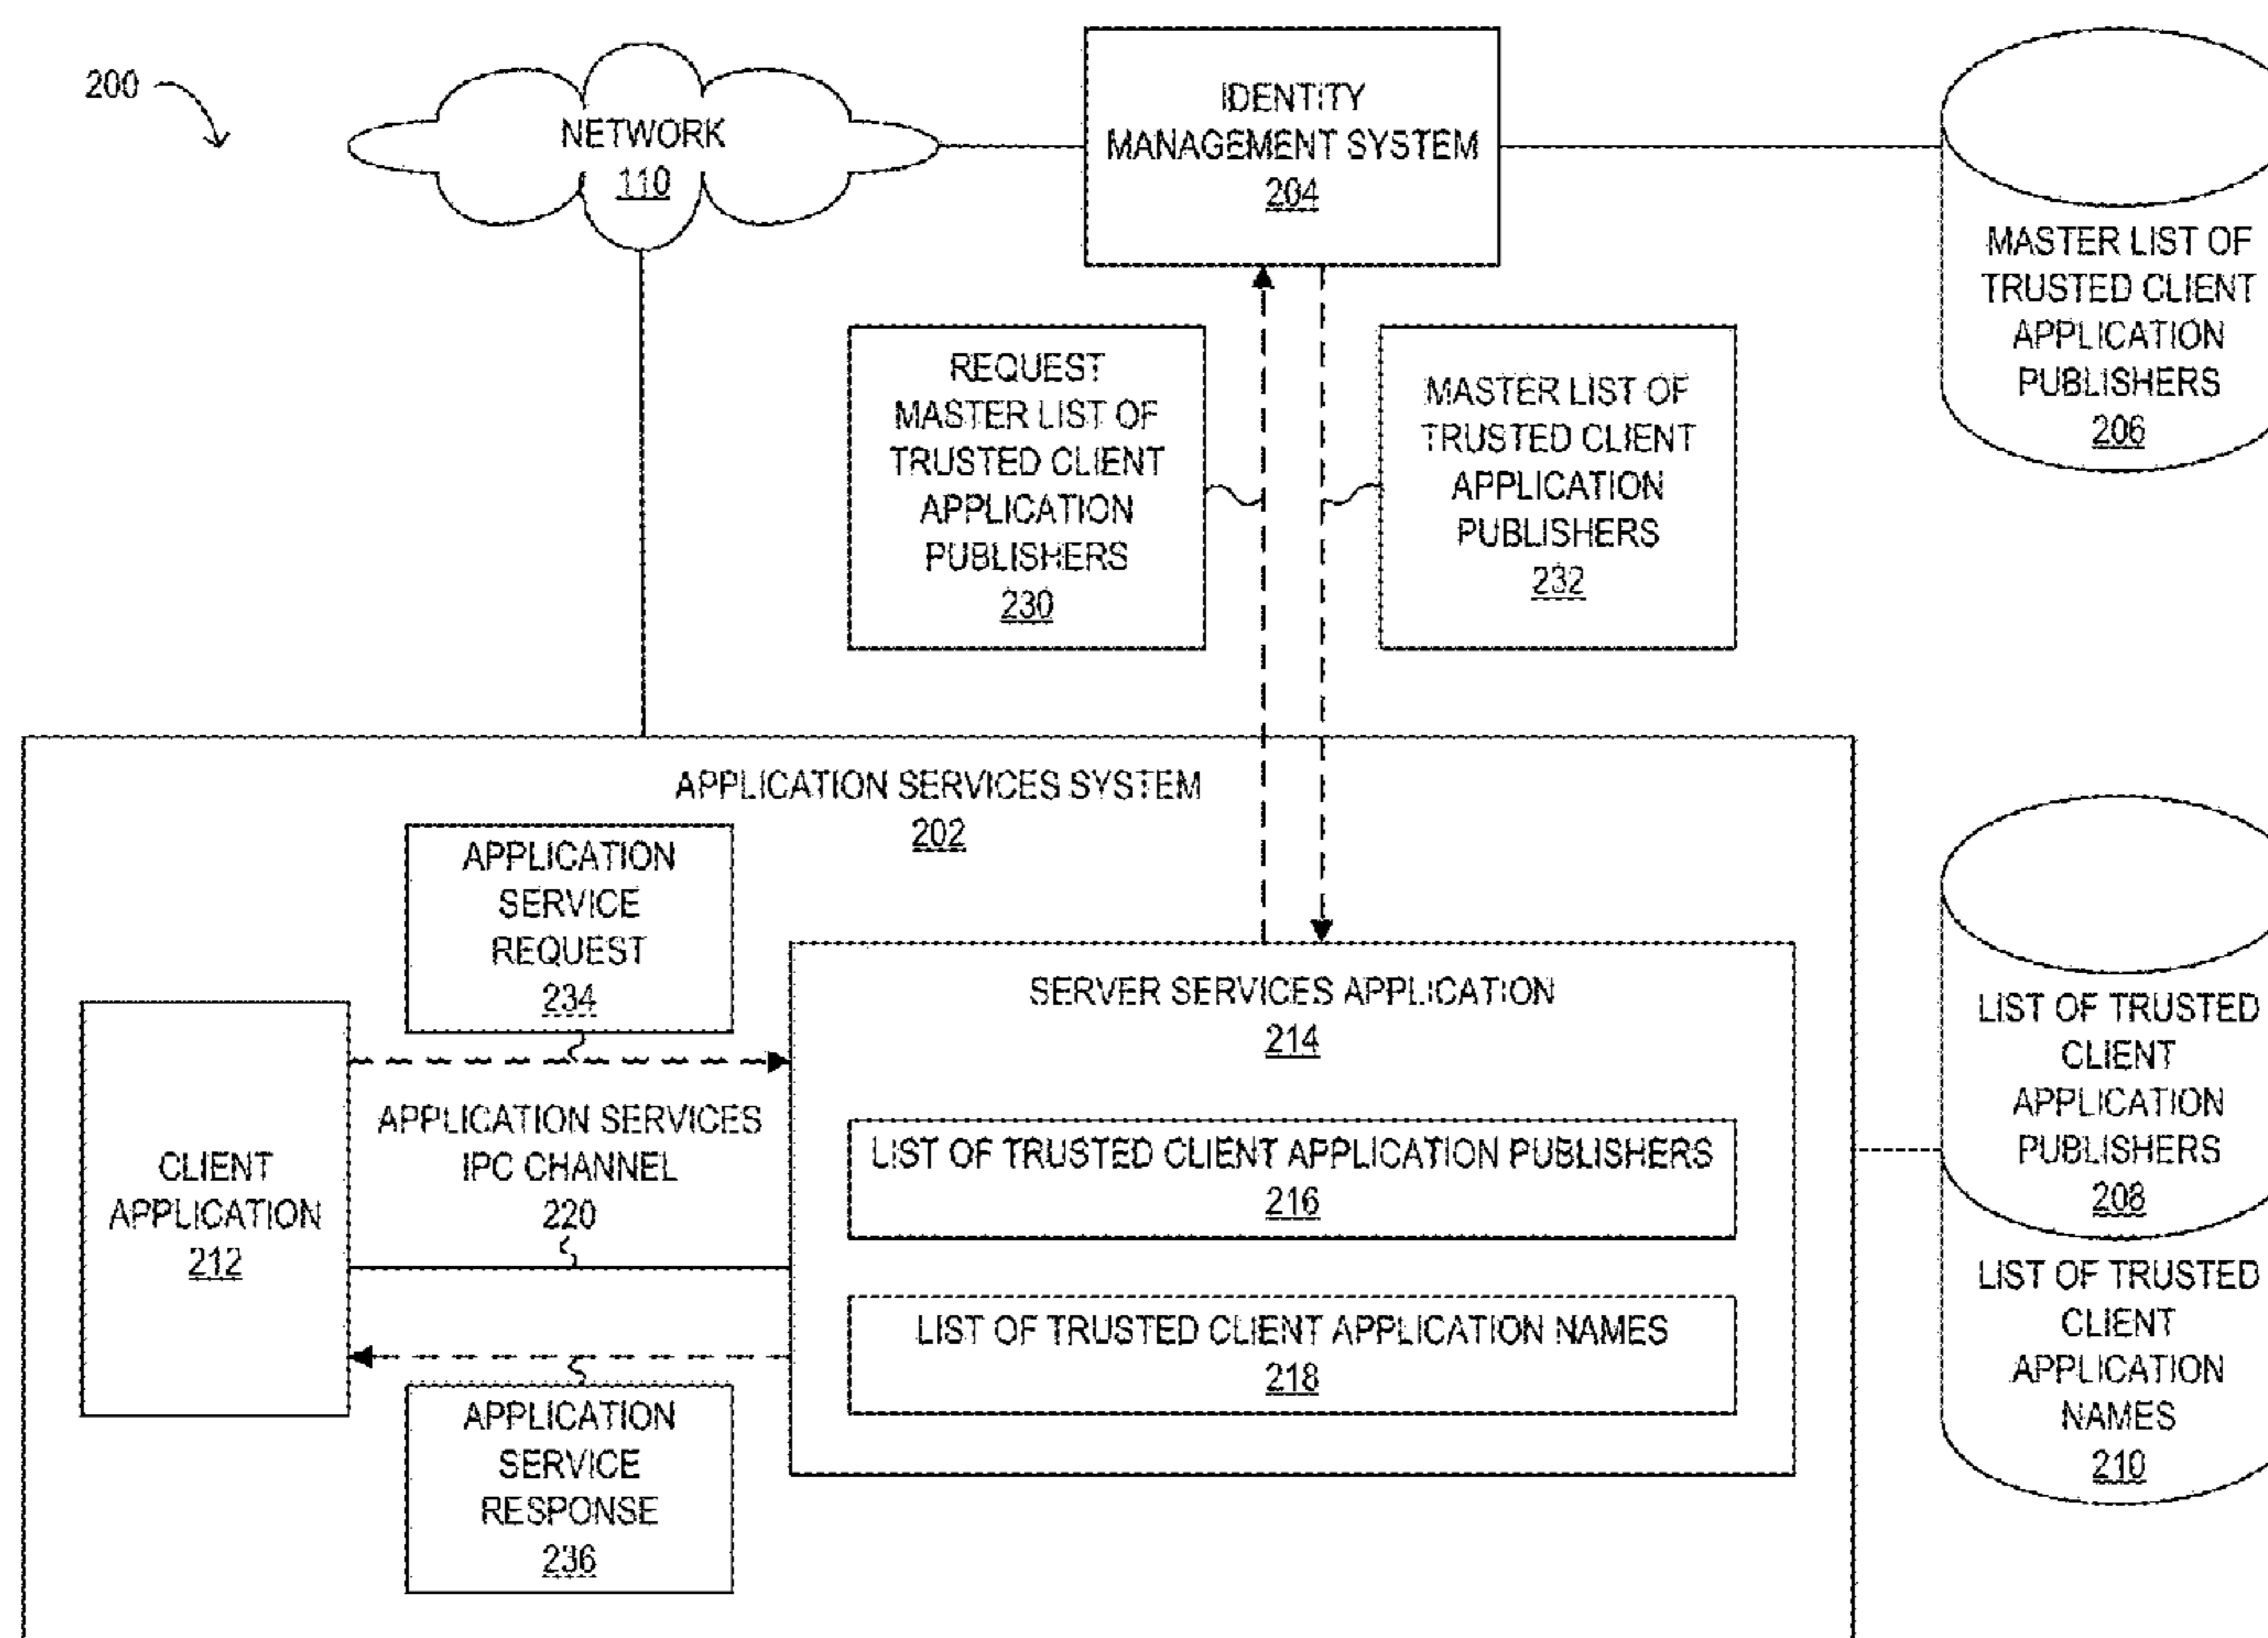 200
NETWORK
110
IDENTITY
MANAGEMENT SYSTEM
204
MASTER LIST OF
TRUSTED CLIENT
APPLICATION
PUBLISHERS
206
REQUEST
MASTER LIST OF
TRUSTED CLIENT
APPLICATION
PUBLISHERS
230
MASTER LIST OF
TRUSTED CLIENT
APPLICATION
PUBLISHERS
232
APPLICATION SERVICES SYSTEM
202
APPLICATION
SERVICE
REQUEST
234
CLIENT
APPLICATION
212
APPLICATION SERVICES
IPC CHANNEL
220
APPLICATION
SERVICE
RESPONSE
236
SERVER SERVICES APPLICATION
214
LIST OF TRUSTED CLIENT APPLICATION PUBLISHERS
216
LIST OF TRUSTED CLIENT APPLICATION NAMES
218
LIST OF TRUSTED
CLIENT
APPLICATION
PUBLISHERS
208
LIST OF TRUSTED
CLIENT
APPLICATION
NAMES
210